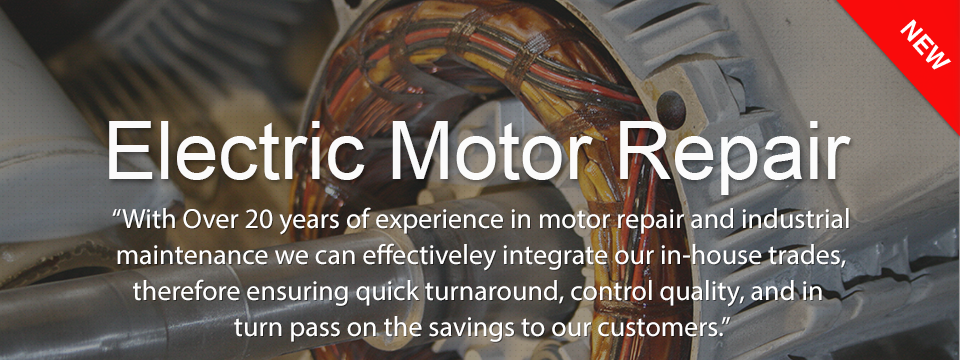 NEW
Electric Motor Repair
“With Over 20 years of experience in motor repair and industrial
maintenance we can effectiveley integrate our in-house trades,
therefore ensuring quick turnaround, control quality, and in
turn pass on the savings to our customers.”